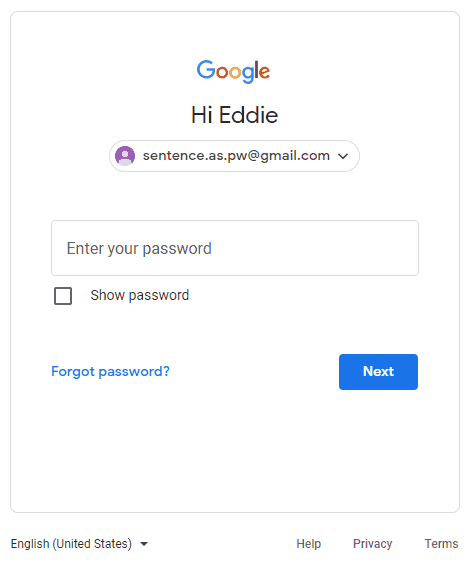 Google
Hi Eddie
sentence.as.pw@gmail.com
Enter your password
Show password
Forgot password?
Next
English (United States)
Help
Privacy
Terms